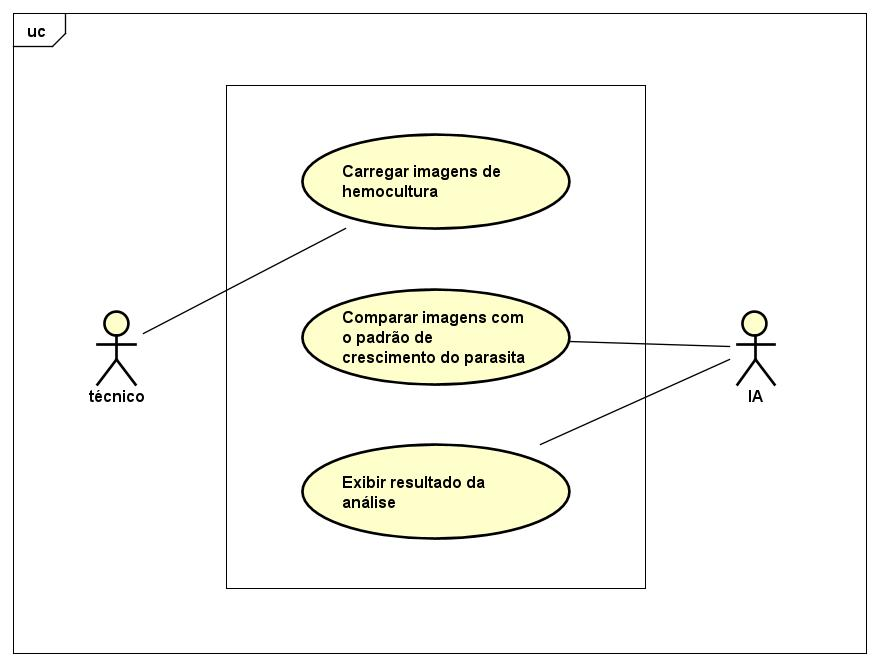 uc
Carregar imagens de
hemocultura
Comparar imagens com
o padrão de
crescimento do parasita
técnico
IA
Exibir resultado da
análise